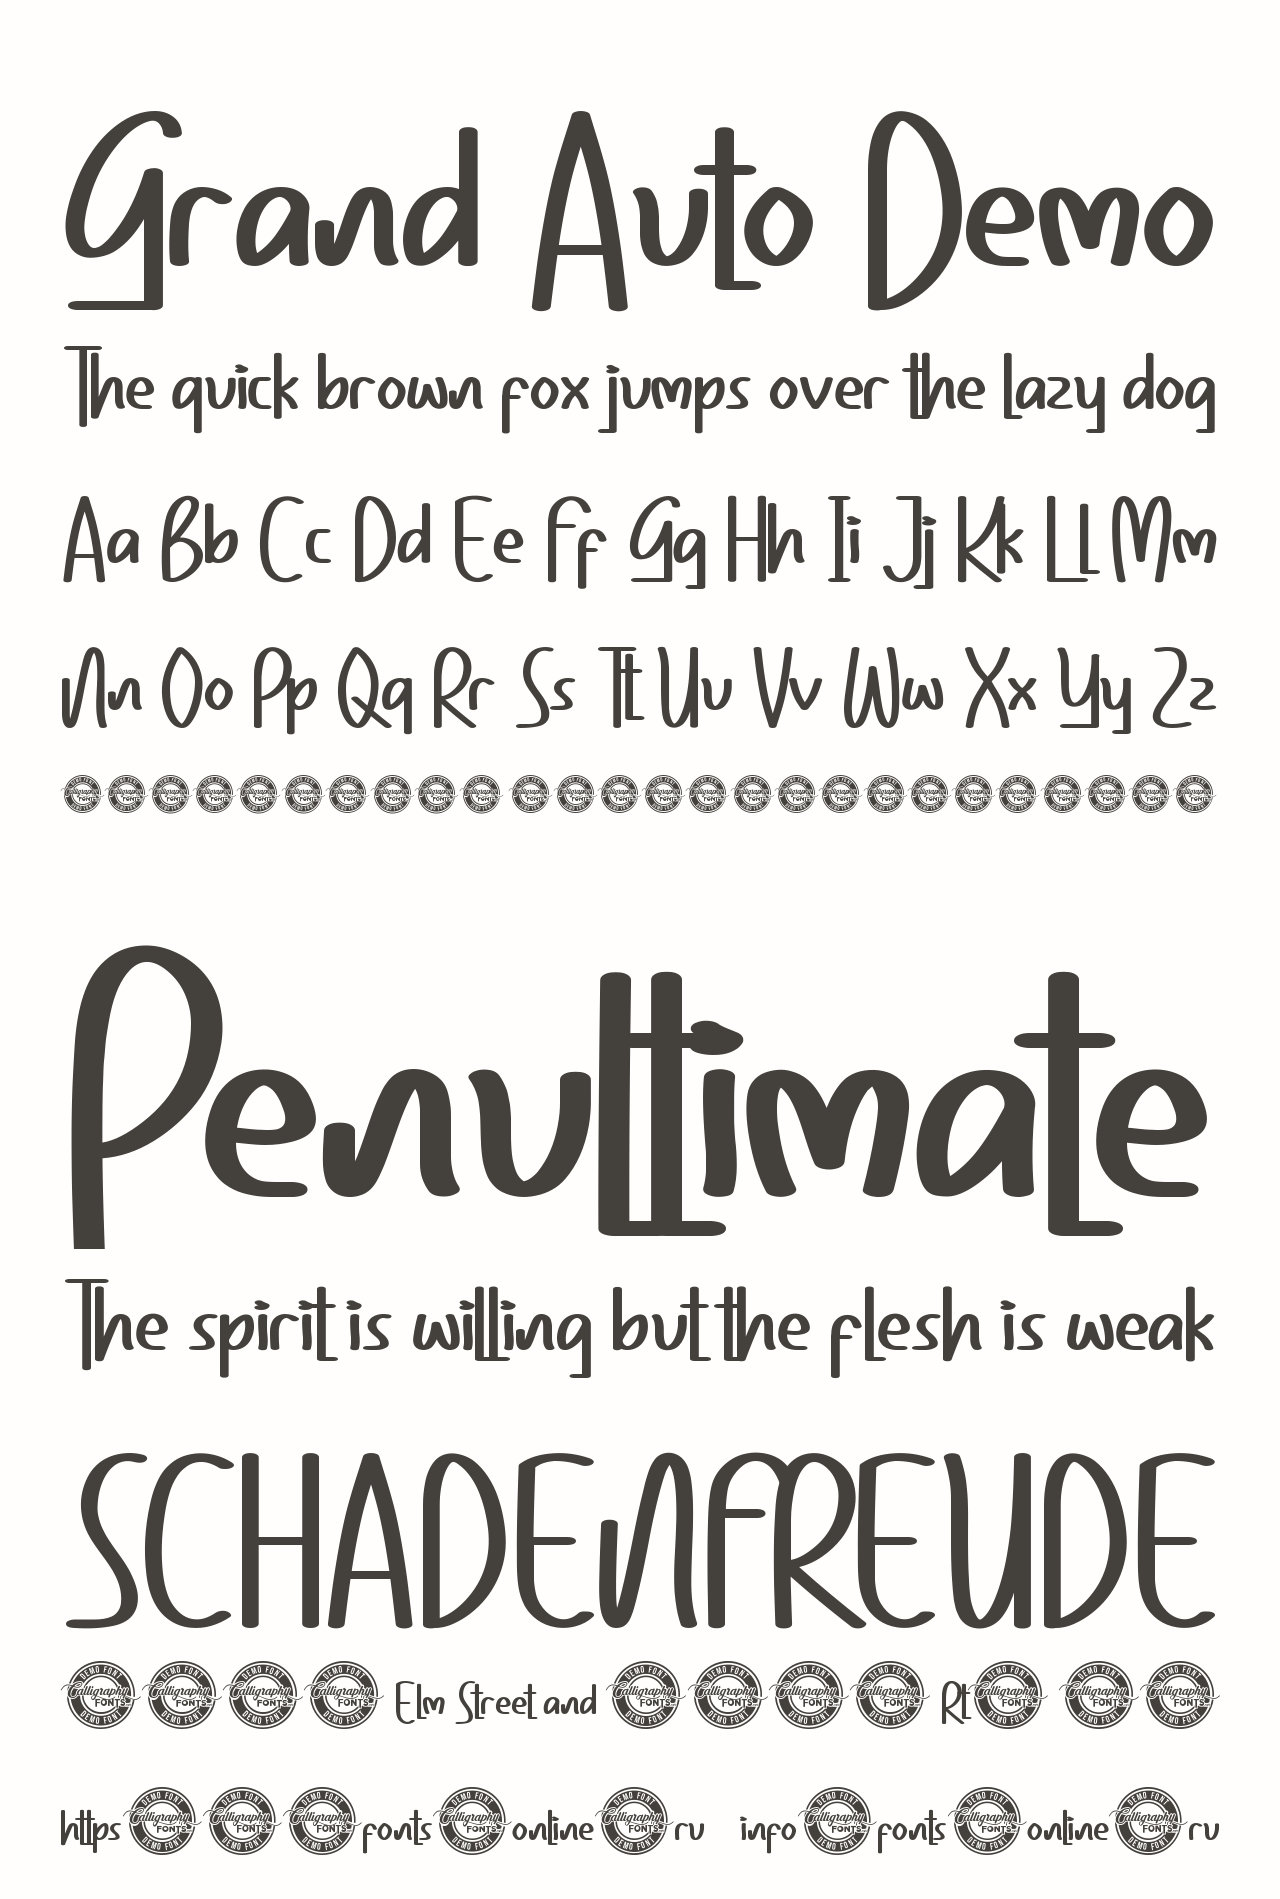 Grand Auto Demo
The quick brown fox jumps over the lazy dog
Aa Bb Cc Dd Ee Ff Gg Hh Ii Jj Kk Ll Mm
Nn Oo Pp Qq Rr Ss Tt Uu Vv Ww Xx Yy Zz
Penultimate
The spirit is willing but the flesh is weak
SCHADENFREUDE
Elm Street and Rt
https fonts online ru info fonts online ru